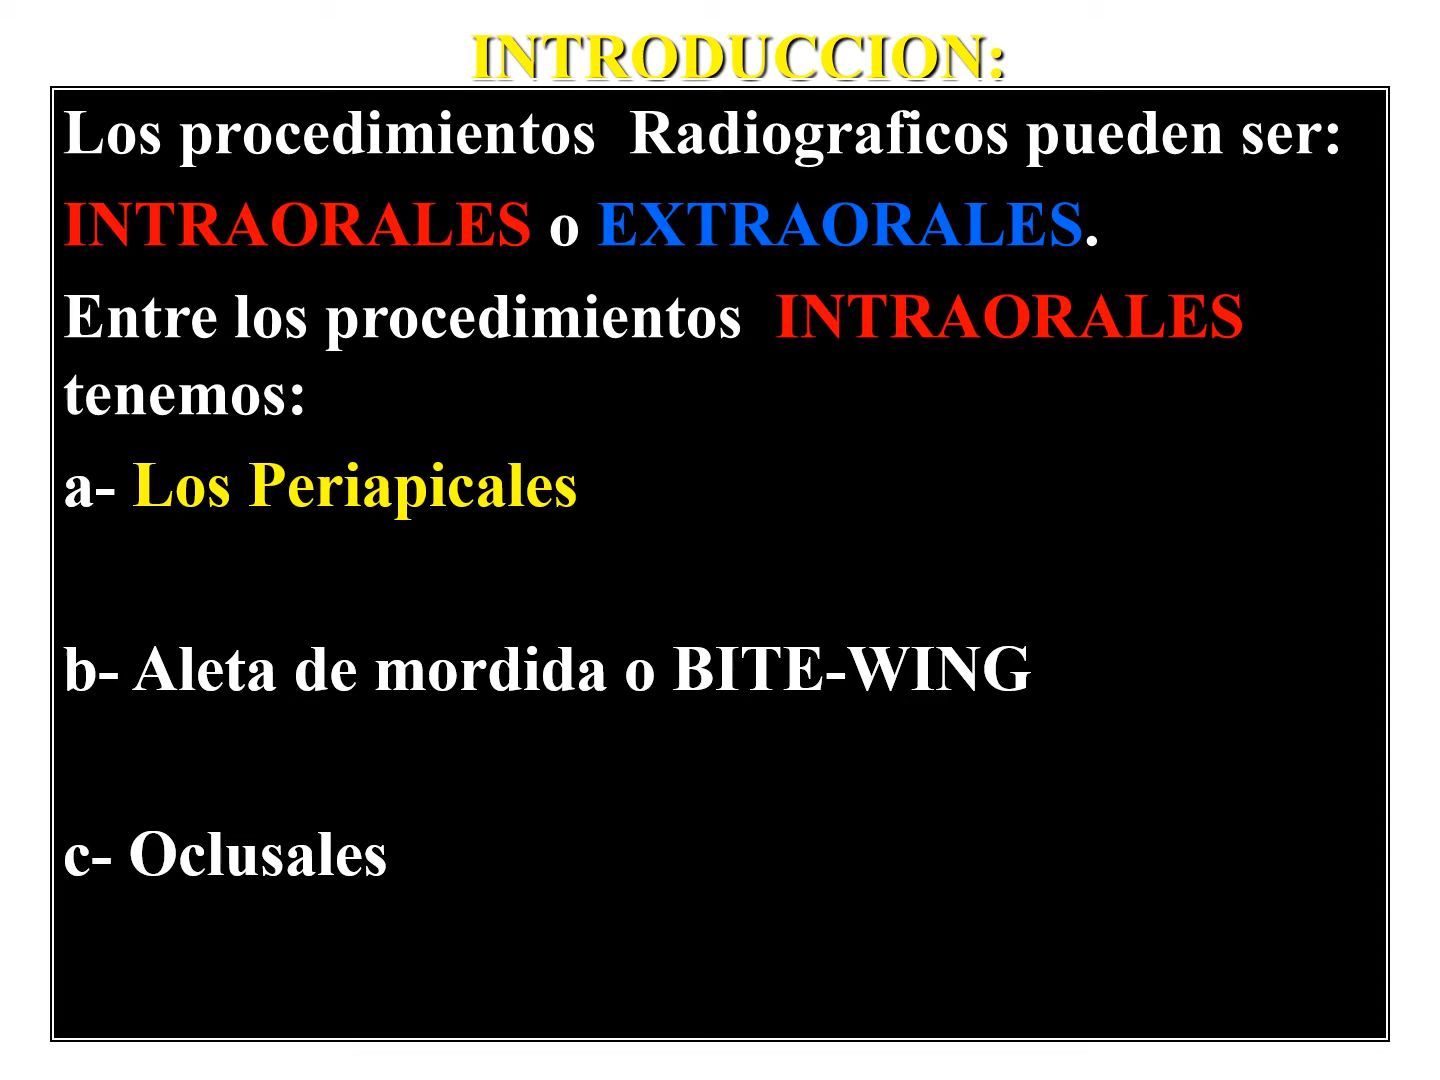 INTRODUCCION:
Los procedimientos  Radiograficos pueden ser:
INTRAORALES o EXTRAORALES.
Entre los procedimientos  INTRAORALES
tenemos:
a- Los Periapicales
b- Aleta de mordida o BITE-WING
c- Oclusales